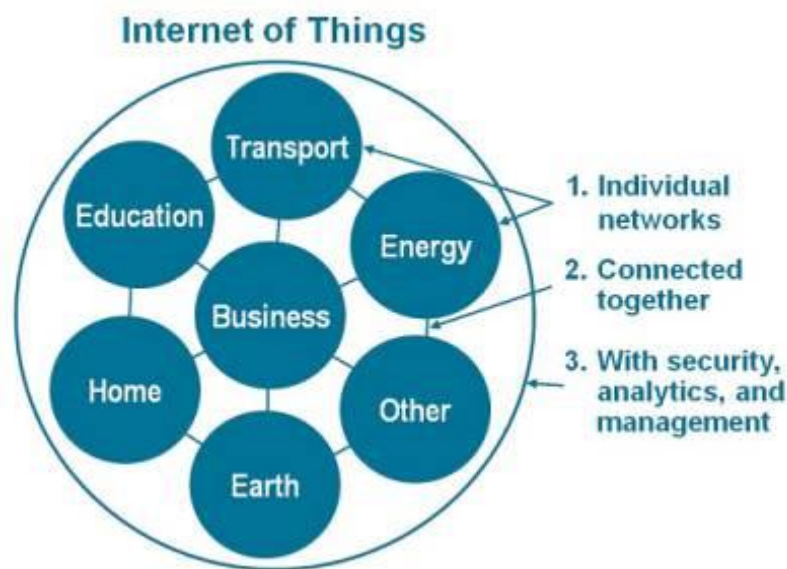 Internet of Things
Transport
Education
Energy
Business
Home
Other
Earth
1. Individual
networks
2. Connected
together
3. With security,
analytics, and
management